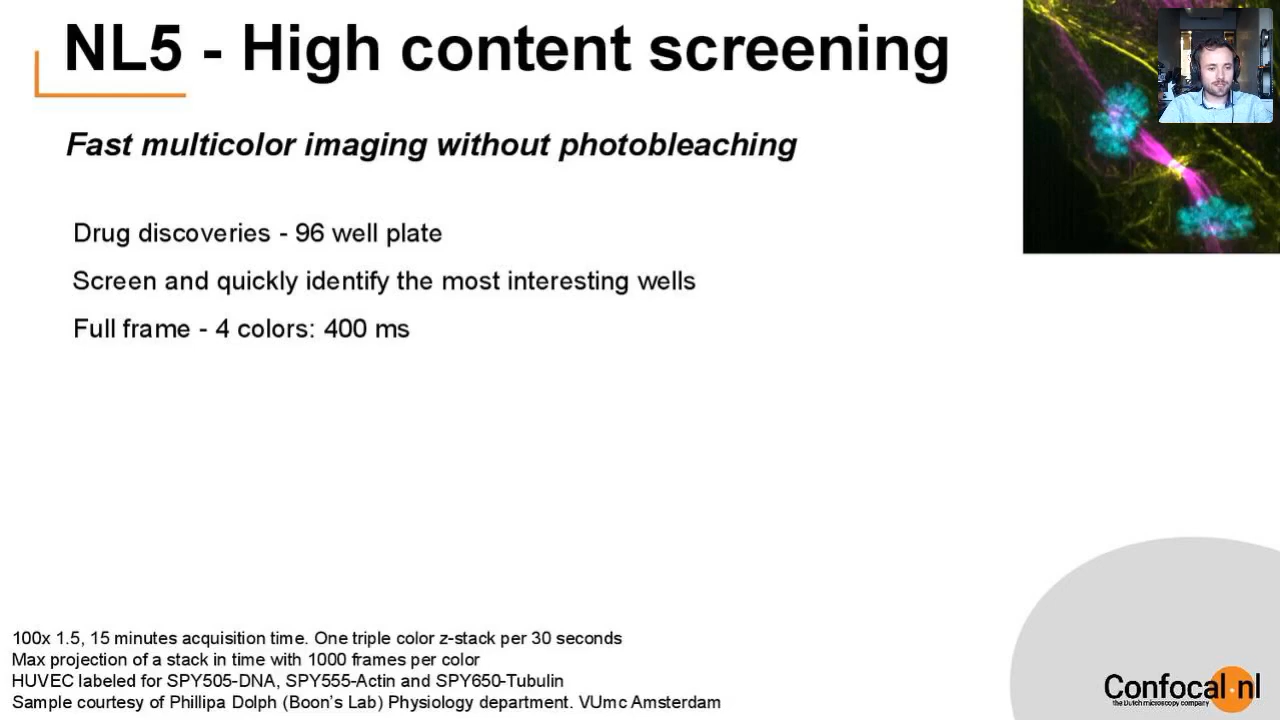 NL5 - High content screening
Fast multicolor imaging without photobleaching
Drug discoveries - 96 well plate
Screen and quickly identify the most interesting wells
Full frame - 4 colors: 400 ms
100x 1.5, 15 minutes acquisition time. One triple color z-stack per 30 seconds
Max projection of a stack in time with 1000 frames per color
HUVEC labeled for SPY505-DNA, SPY555-Actin and SPY650-Tubulin
Sample courtesy of Phillipa Dolph (Boon's Lab) Physiology department. VUmc Amsterdam
Confocal.nl
the Dutch microscopy company